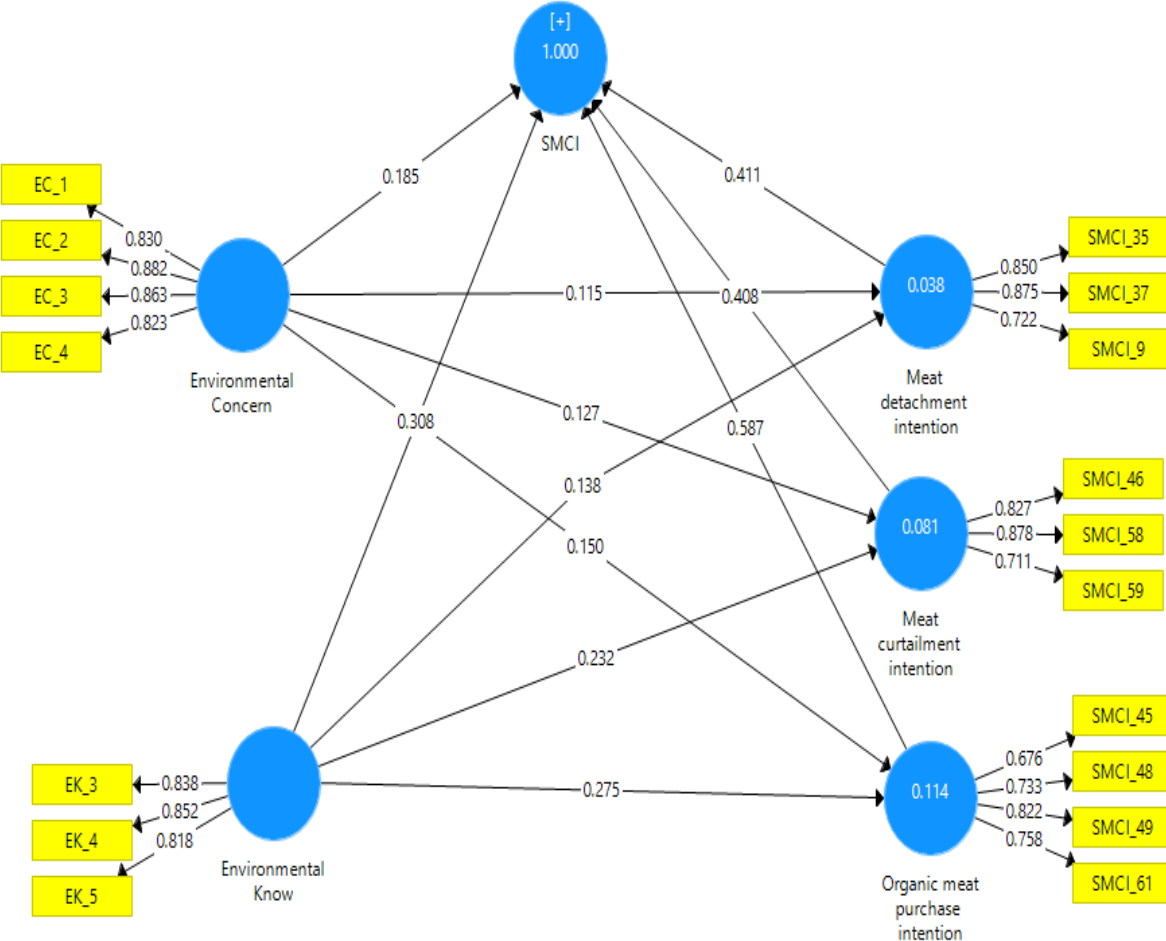 [+]
1.000
SMCI
0.185
0.411
EC_1
EC_2
EC_3
EC_4
0.830
0.882
0.863
0.823
Environmental
Concern
0.115
0.408
0.038
Meat
detachment
intention
0.850
0.875
0.722
SMCI_35
SMCI_37
SMCI_9
0.308
0.127
0.587
0.138
0.150
0.081
Meat
curtailment
intention
0.827
0.878
0.711
SMCI_46
SMCI_58
SMCI_59
0.232
EK_3
EK_4
EK_5
0.838
0.852
0.818
Environmental
Know
0.275
0.114
Organic meat
purchase
intention
0.676
0.733
0.822
0.758
SMCI_45
SMCI_48
SMCI_49
SMCI_61